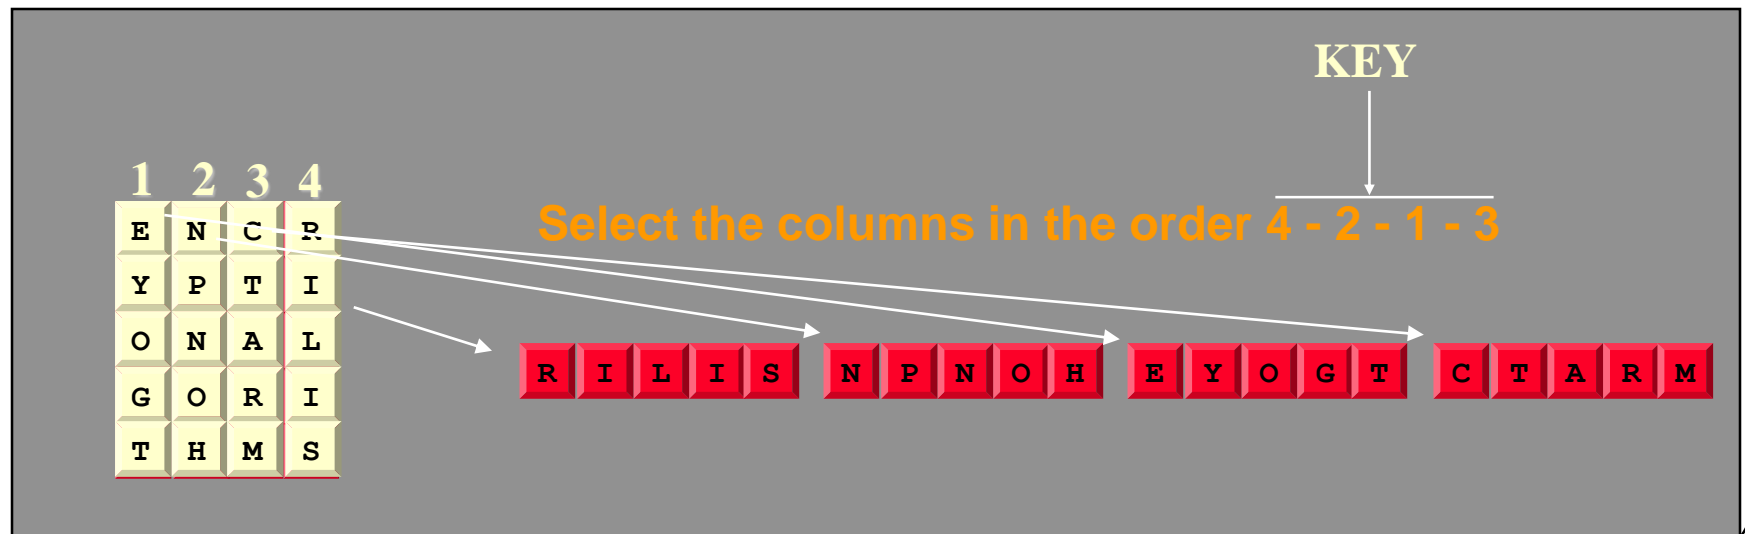 KEY
1 2 3 4
Select the columns in the order 4 - 2 - 1 - 3
E N C R
Y P T I
O N A L
G O R I
T H M S
R I L I S N P N O H E Y O G T C T A R M